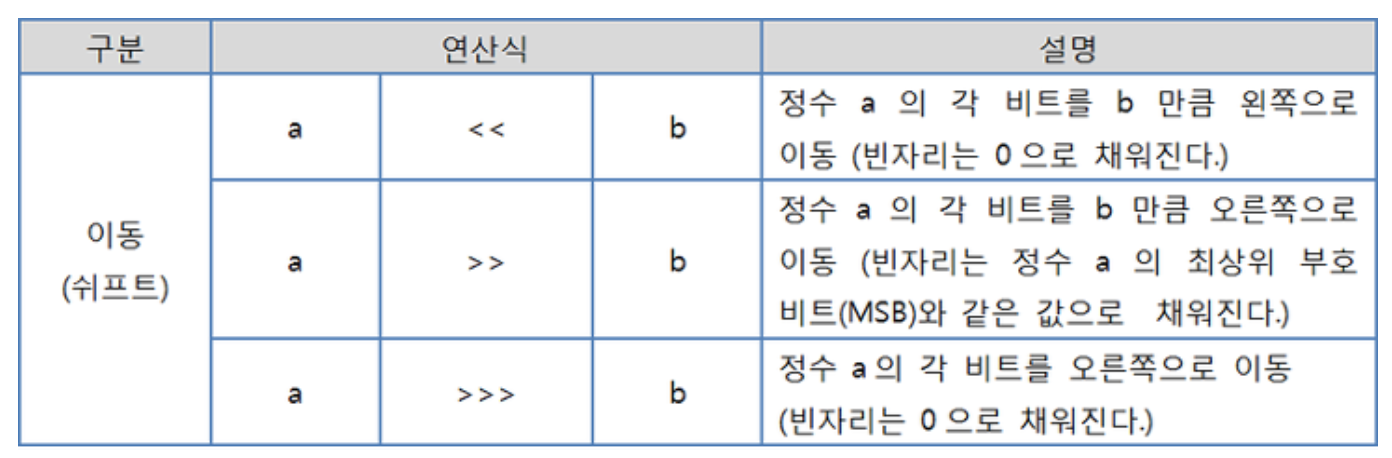 구분 연산식 설명
이동
(쉬프트)
a << b
정수 a 의 각 비트를 b 만큼 왼쪽으로
이동 (빈자리는 0으로 채워진다.)
a >> b
정수 a 의 각 비트를 b 만큼 오른쪽으로
이동 (빈자리는 정수 a 의 최상위 부호
비트(MSB)와 같은 값으로 채워진다.)
a >>> b
정수 a의 각 비트를 오른쪽으로 이동
(빈자리는 0으로 채워진다.)